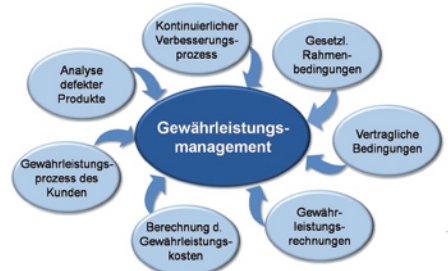 Kontinuierlicher
Verbesserungs-
prozess
Gesetzl.
Rahmen-
bedingungen
Analyse
defekter
Produkte
Gewährleistungs-
management
Vertragliche
Bedingungen
Gewährleistungs-
prozess des
Kunden
Berechnung d.
Gewährleistungs-
kosten
Gewähr-
leistungs-
rechnungen